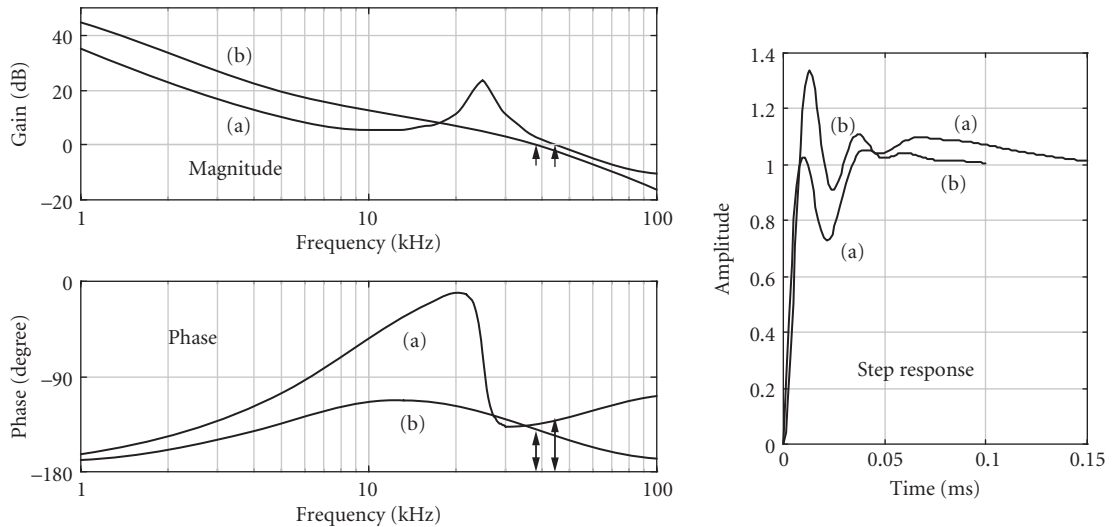 40
20
0
−20
Gain (dB)
(b)
(a)
Magnitude
1
10
100
Frequency (kHz)
0
−90
−180
Phase (degree)
Phase
(a)
(b)
1
10
100
Frequency (kHz)
1.4
1.2
1
0.8
0.6
0.4
0.2
0
Amplitude
(b)
(a)
(b)
(a)
Step response
0
0.05
0.1
0.15
Time (ms)